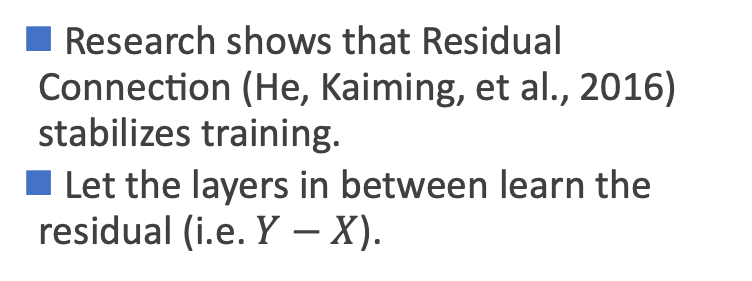 ■ Research shows that Residual
Connection (He, Kaiming, et al., 2016)
stabilizes training.
■ Let the layers in between learn the
residual (i.e. Y − X).